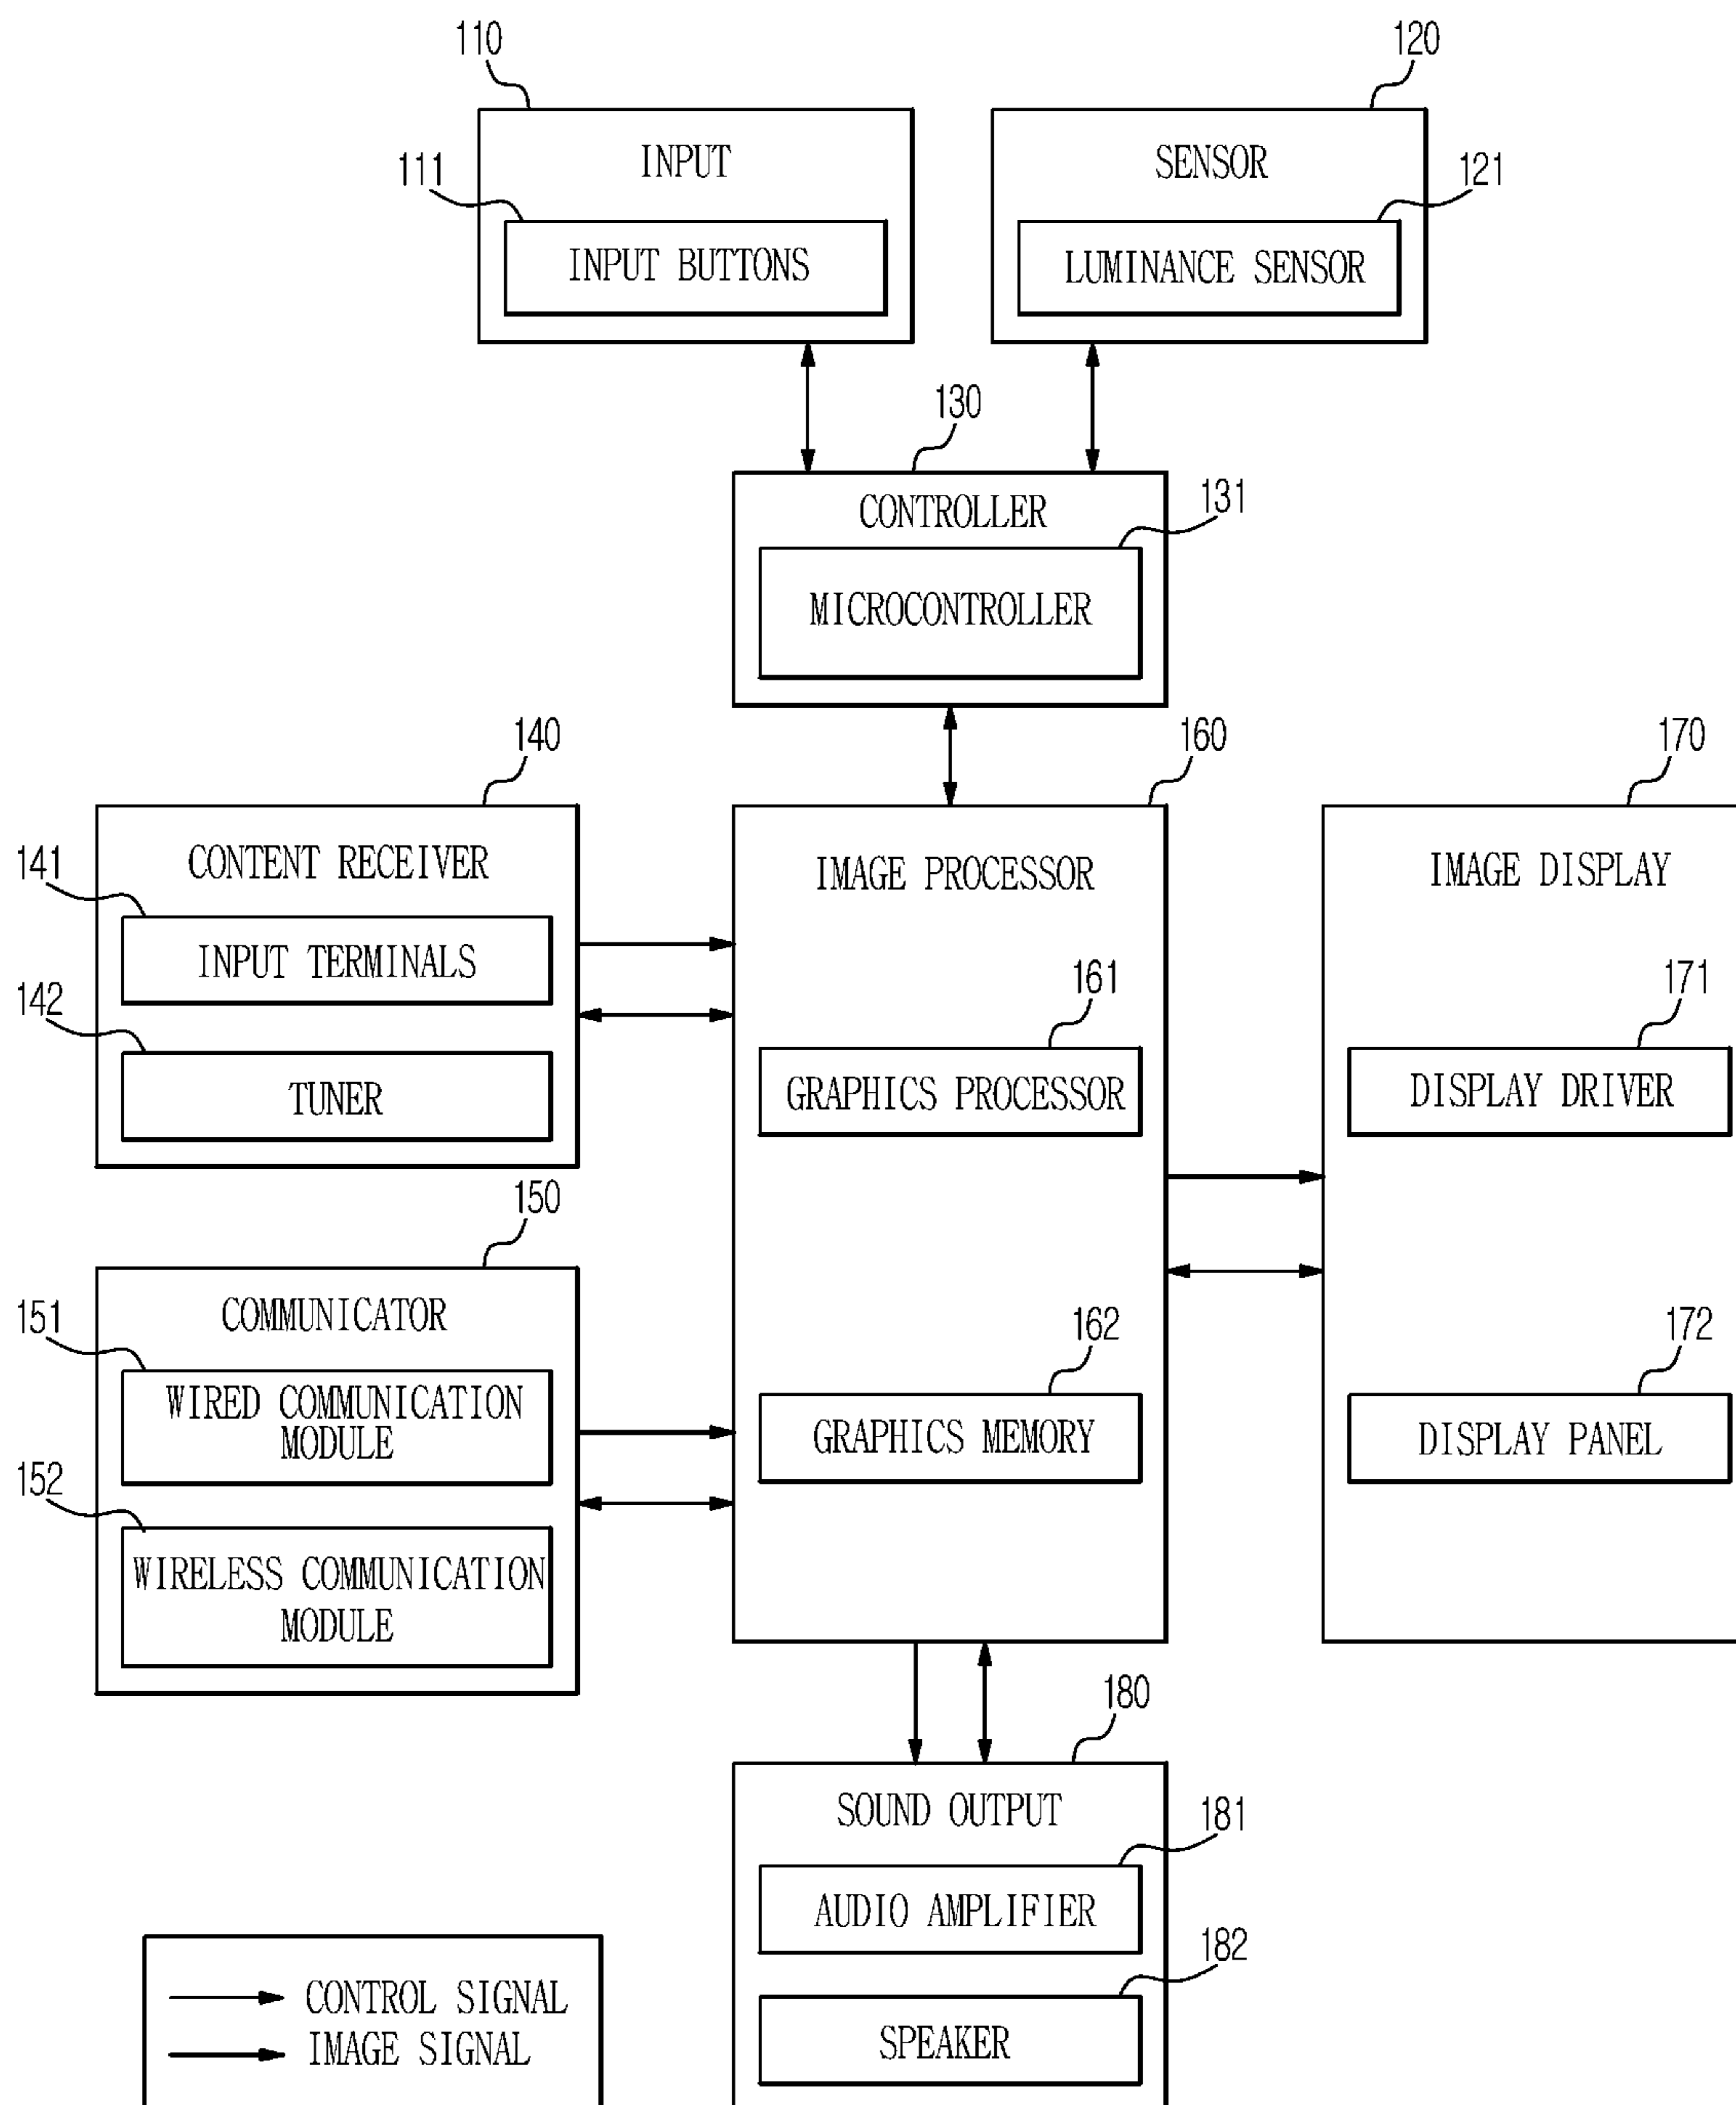 110
120
INPUT
SENSOR
111
121
INPUT BUTTONS
LUMINANCE SENSOR
130
CONTROLLER
131
MICROCONTROLLER
140
160
170
CONTENT RECEIVER
IMAGE PROCESSOR
IMAGE DISPLAY
141
INPUT TERMINALS
161
171
142
TUNER
GRAPHICS PROCESSOR
DISPLAY DRIVER
150
COMMUNICATOR
151
162
172
WIRED COMMUNICATION
MODULE
GRAPHICS MEMORY
DISPLAY PANEL
152
WIRELESS COMMUNICATION
MODULE
180
SOUND OUTPUT
181
AUDIO AMPLIFIER
182
SPEAKER
CONTROL SIGNAL
IMAGE SIGNAL